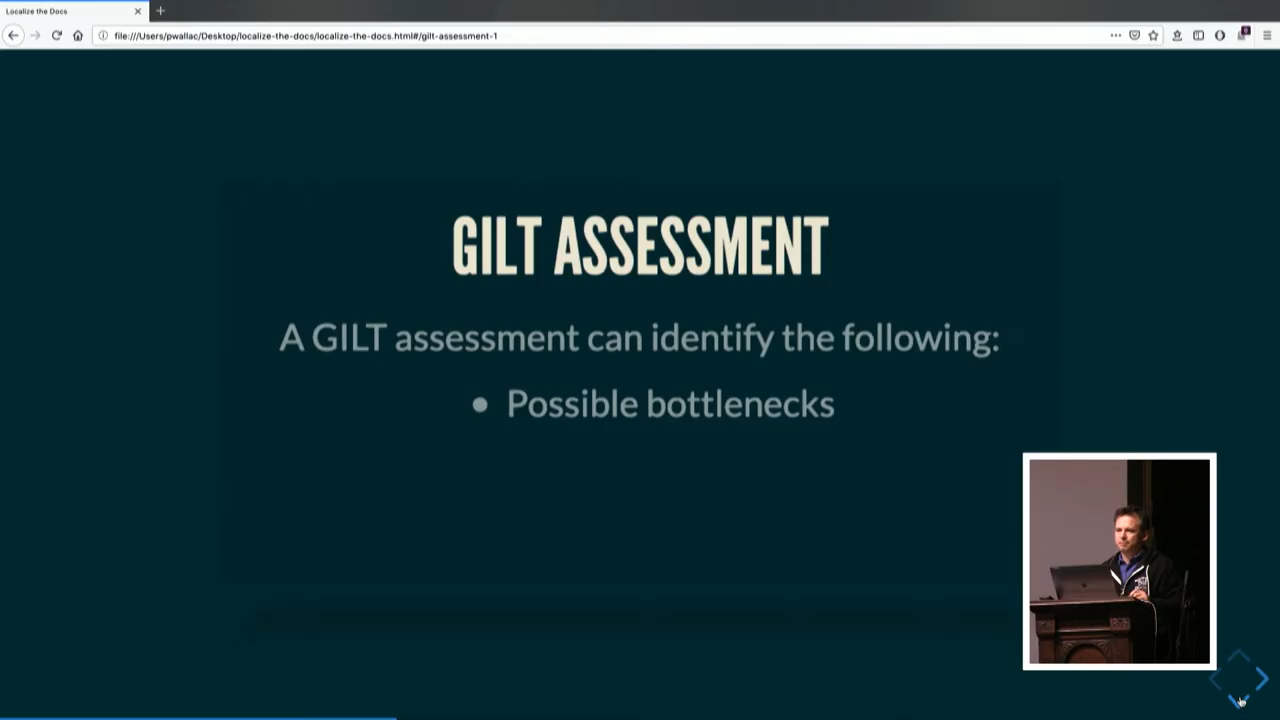 Localize the Docs
file:///Users/pwallac/Desktop/localize-the-docs/localize-the-docs.html#/gilt-assessment-1
GILT ASSESSMENT
A GILT assessment can identify the following:
• Possible bottlenecks